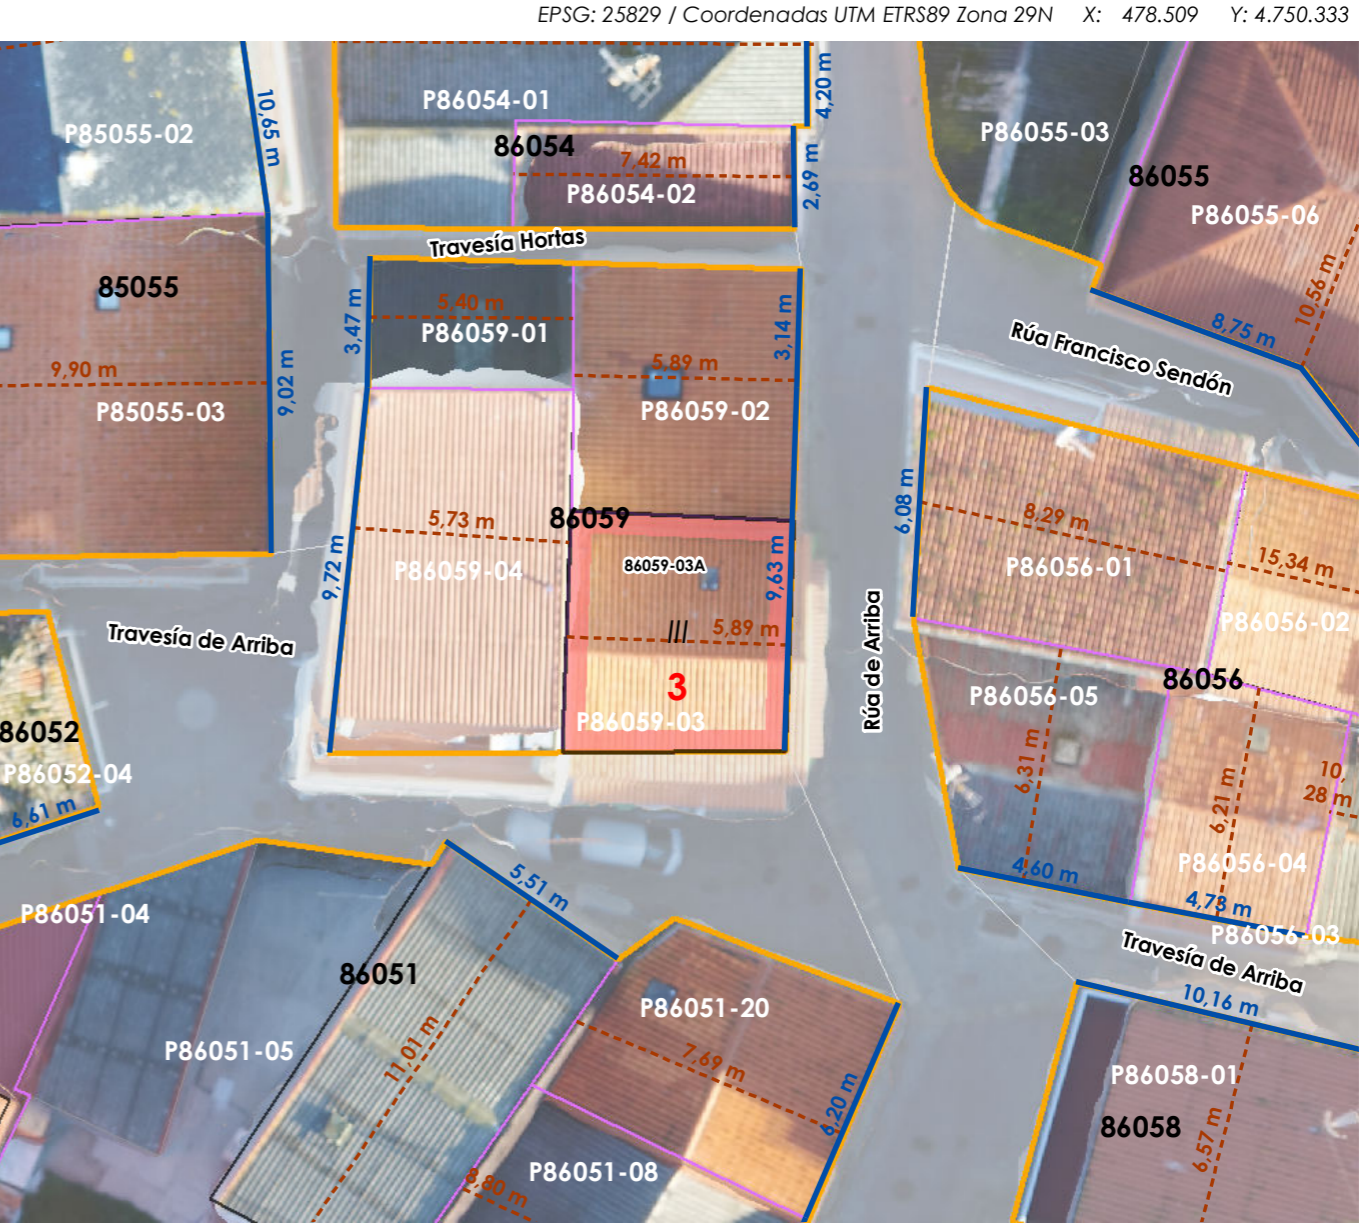 EPSG: 25829 / Coordenadas UTM ETRS89 Zona 29N X: 478.509 Y: 4.750.333
10,65 m
P85055-02
P86054-01
4,20 m
86054
7,42 m
P86054-02
2,69 m
P86055-03
86055
P86055-06
10,56 m
8,75 m
Travesía Hortas
85055
9,90 m
P85055-03
9,02 m
3,47 m
5,40 m
P86059-01
5,89 m
3,14 m
P86059-02
Rúa Francisco Sendón
5,73 m
86059
P86059-04
9,72 m
86059-03A
9,63 m
III
5,89 m
3
P86059-03
Rúa de Arriba
6,08 m
8,29 m
P86056-01
15,34 m
P86056-02
86056
P86056-05
6,31 m
6,21 m
10,
28 m
P86056-04
4,60 m
4,73 m
P86056-03
Travesía de Arriba
86052
P86052-04
6,61 m
P86051-04
5,51 m
86051
P86051-05
11,01 m
P86051-20
7,69 m
6,20 m
P86051-08
8,80 m
Travesía de Arriba
10,16 m
P86058-01
86058
6,57 m